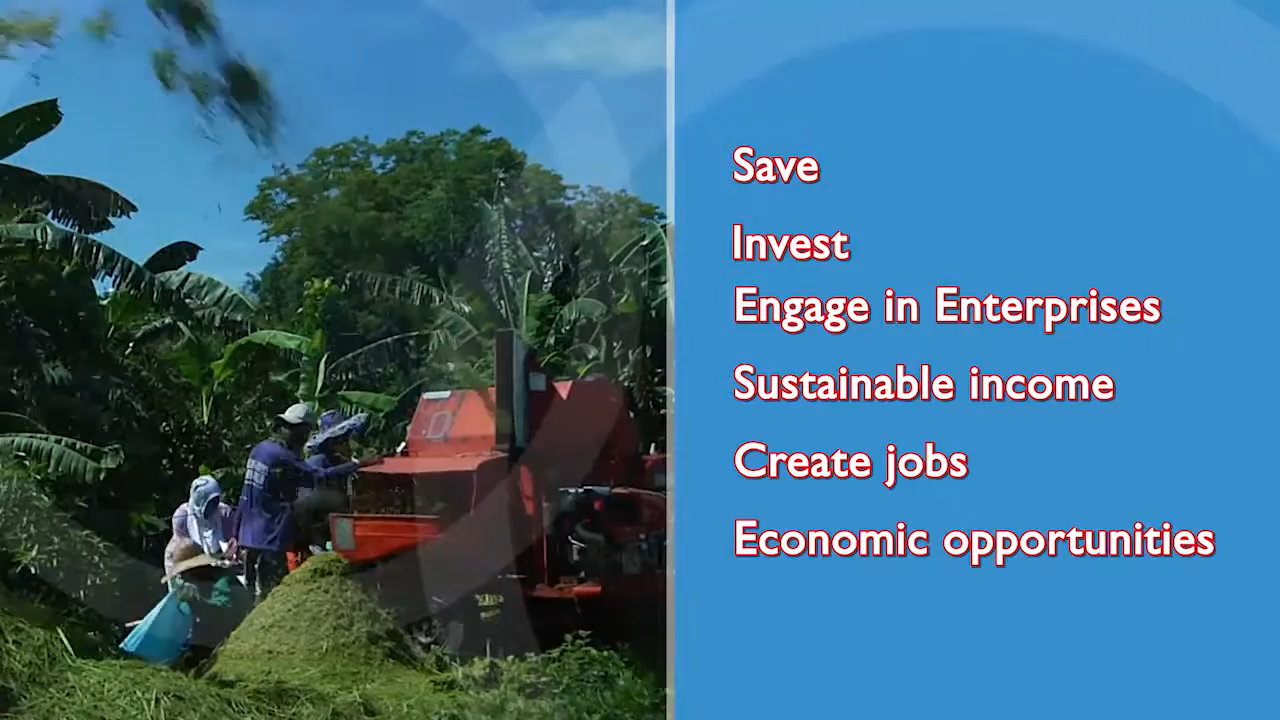 Save
Invest
Engage in Enterprises
Sustainable income
Create jobs
Economic opportunities